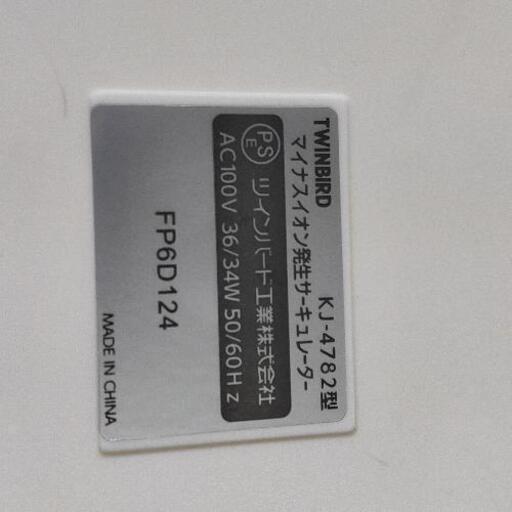 TWINBIRD KJ-4782型
マイナスイオン発生サーキュレーター
PSE ツインバード工業株式会社
AC100V 36/34W 50/60Hz
FP6D124
MADE IN CHINA